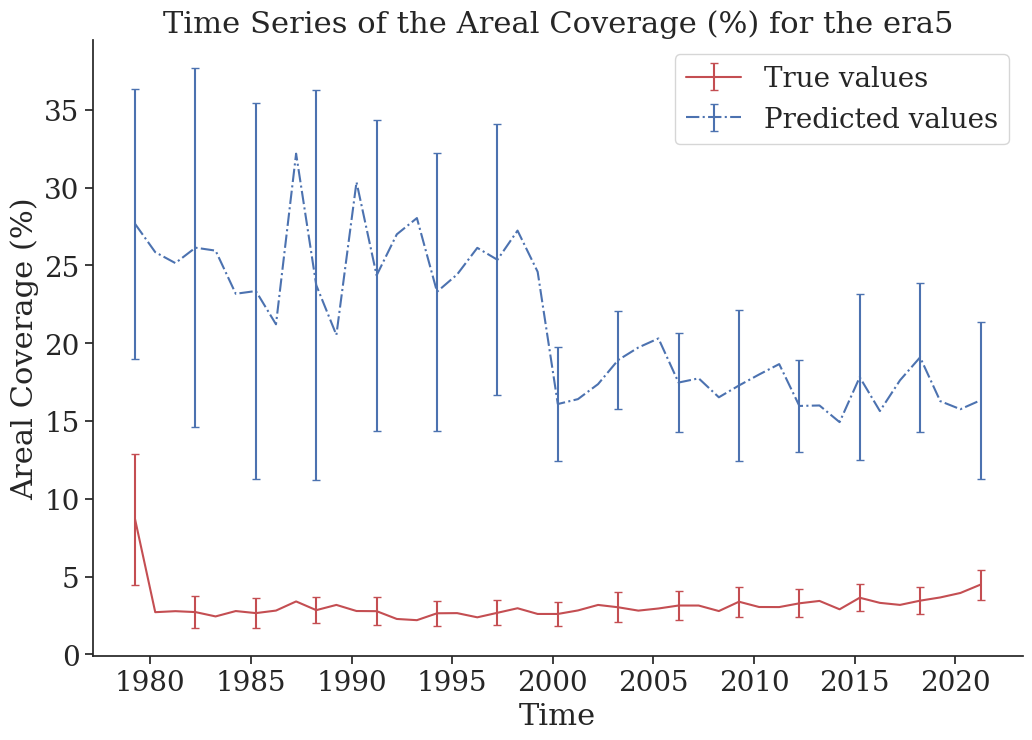 Time Series of the Areal Coverage (%) for the era5
True values
Predicted values
Areal Coverage (%)
35
30
25
20
15
10
5
0
1980 1985 1990 1995 2000 2005 2010 2015 2020
Time